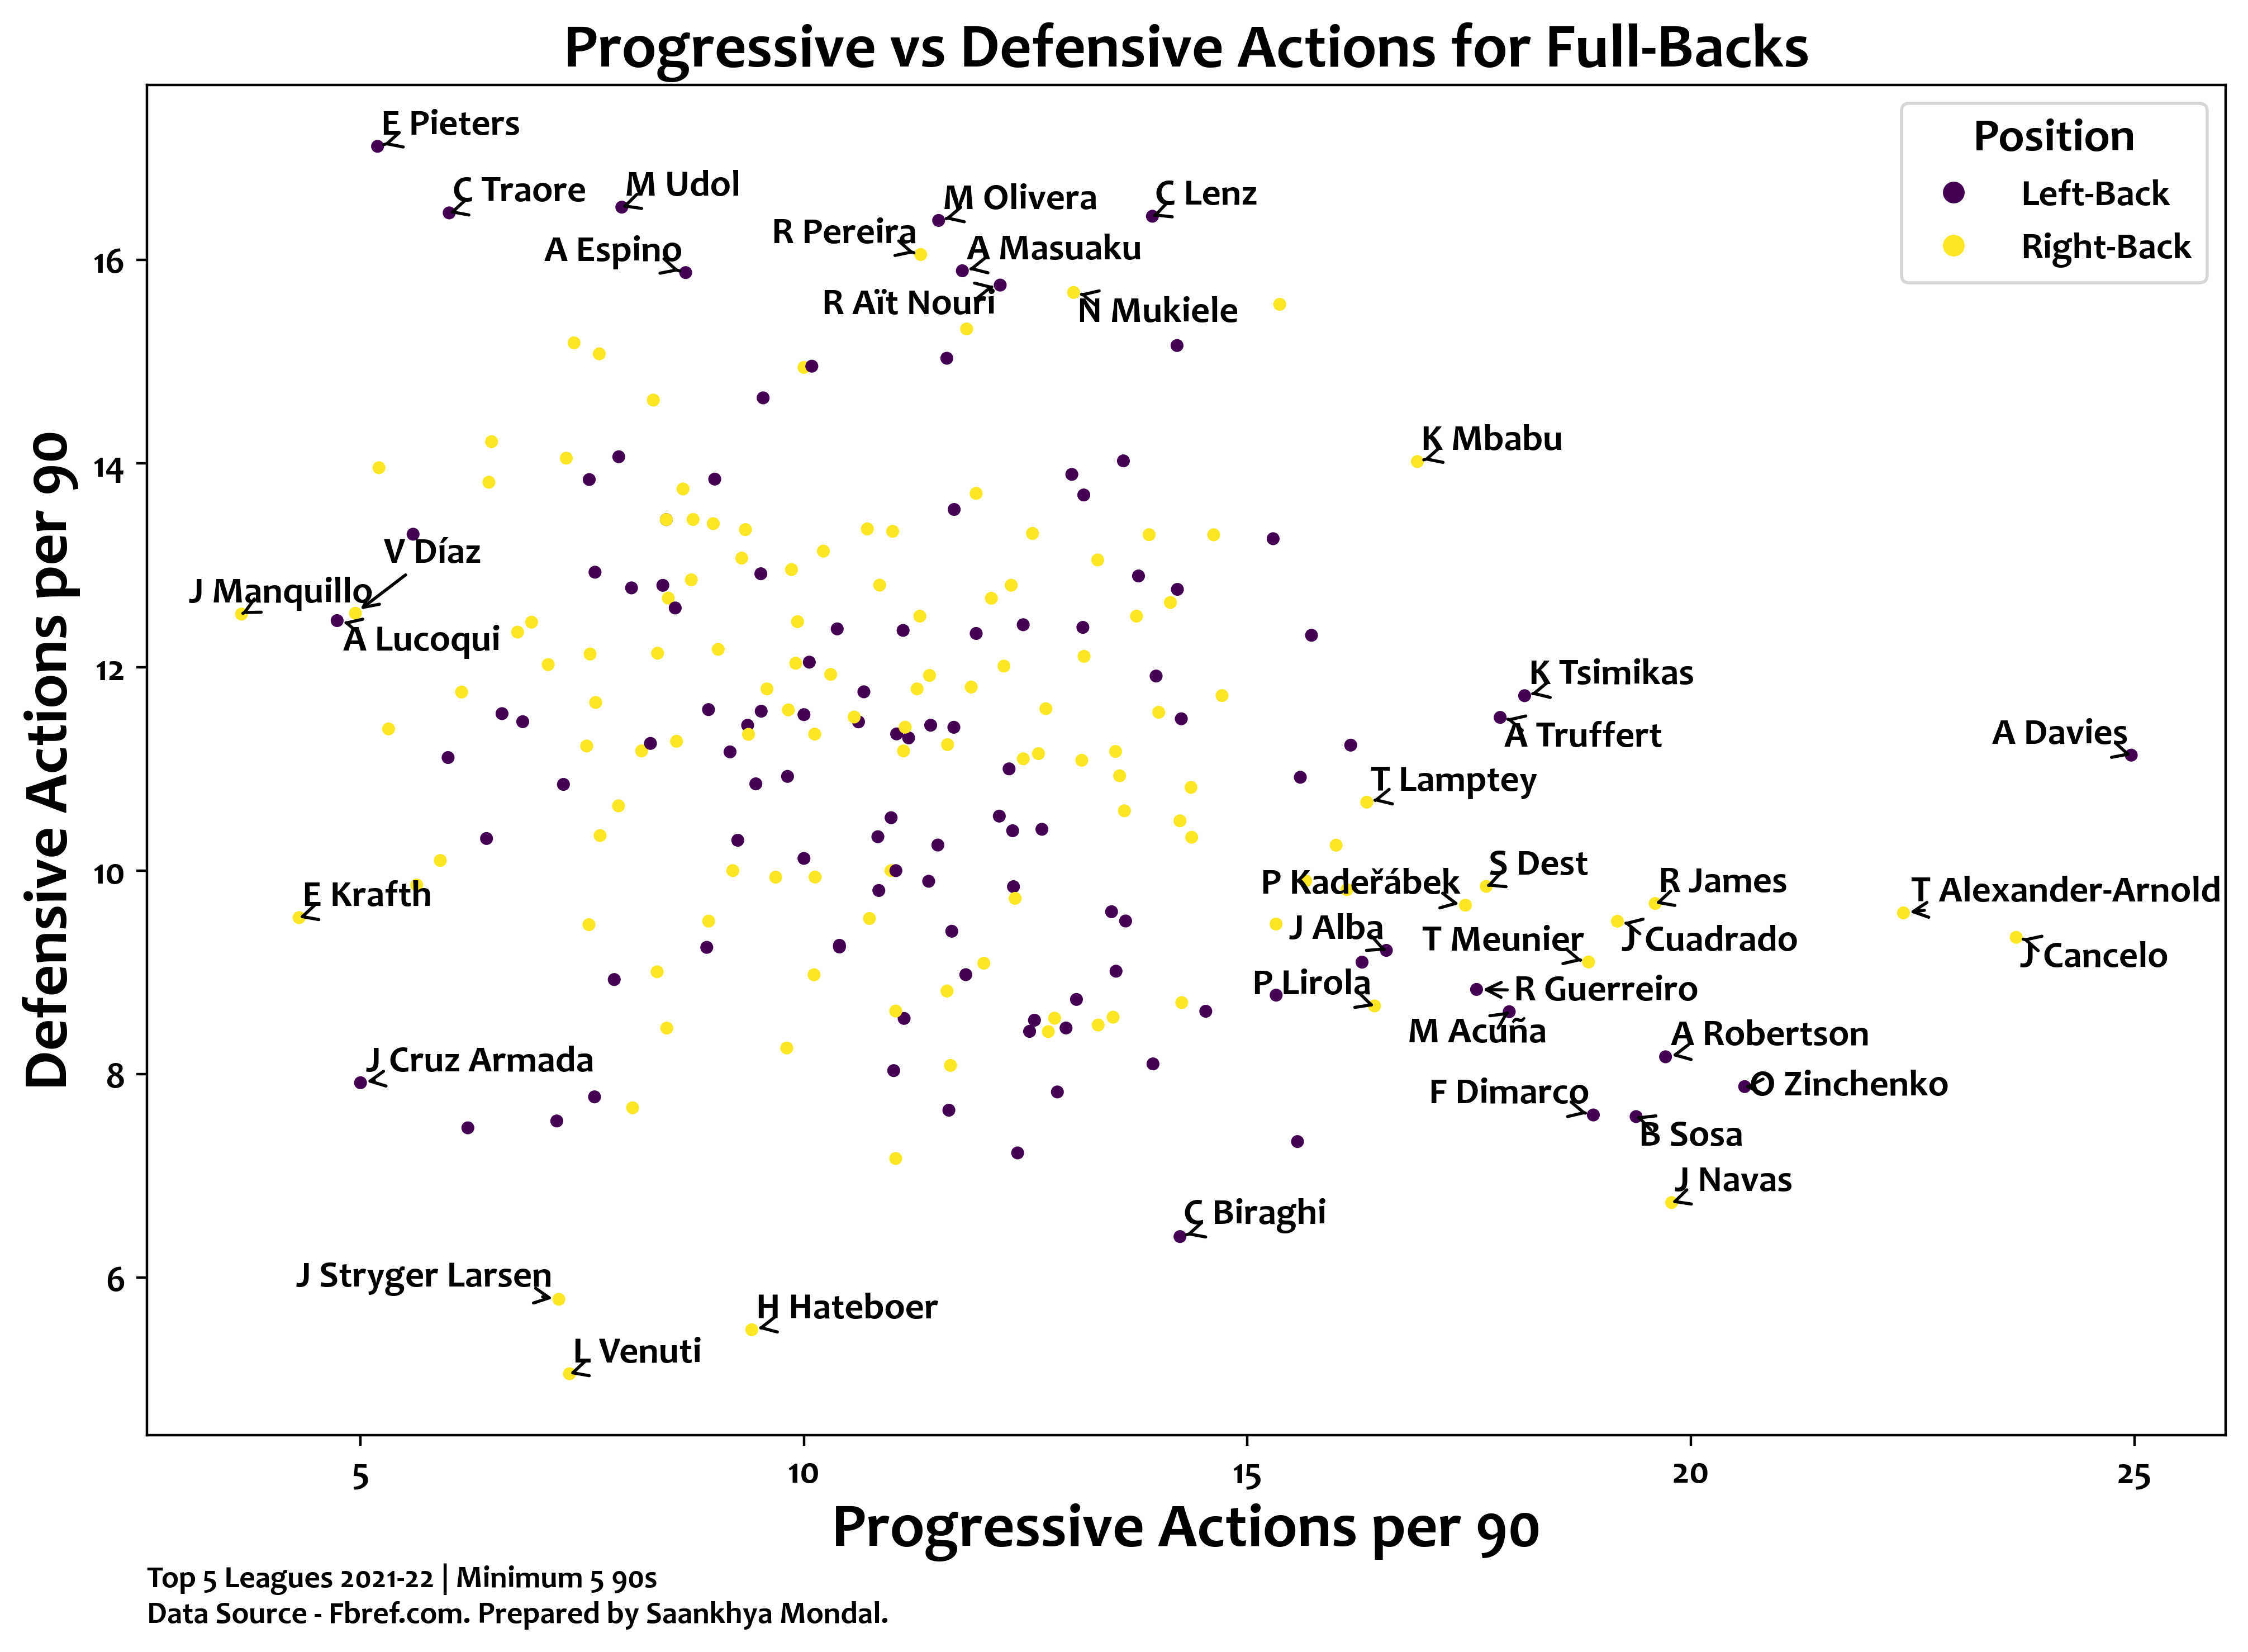 Progressive vs Defensive Actions for Full-Backs
Position
Left-Back
Right-Back
E Pieters
C Traore
M Udol
M Olivera
C Lenz
R Pereira
A Espino
A Masuaku
R Aït Nouri
N Mukiele
K Mbabu
V Díaz
J Manquillo
A Lucoqui
K Tsimikas
A Truffert
A Davies
T Lamptey
S Dest
P Kadeřábek
R James
T Alexander-Arnold
E Krafth
J Alba
T Meunier
J Cuadrado
J Cancelo
P Lirola
R Guerreiro
M Acuña
A Robertson
J Cruz Armada
F Dimarco
O Zinchenko
B Sosa
J Navas
C Biraghi
J Stryger Larsen
H Hateboer
L Venuti
16
14
12
10
8
6
Defensive Actions per 90
5
10
15
20
25
Progressive Actions per 90
Top 5 Leagues 2021-22 | Minimum 5 90s
Data Source - Fbref.com. Prepared by Saankhya Mondal.